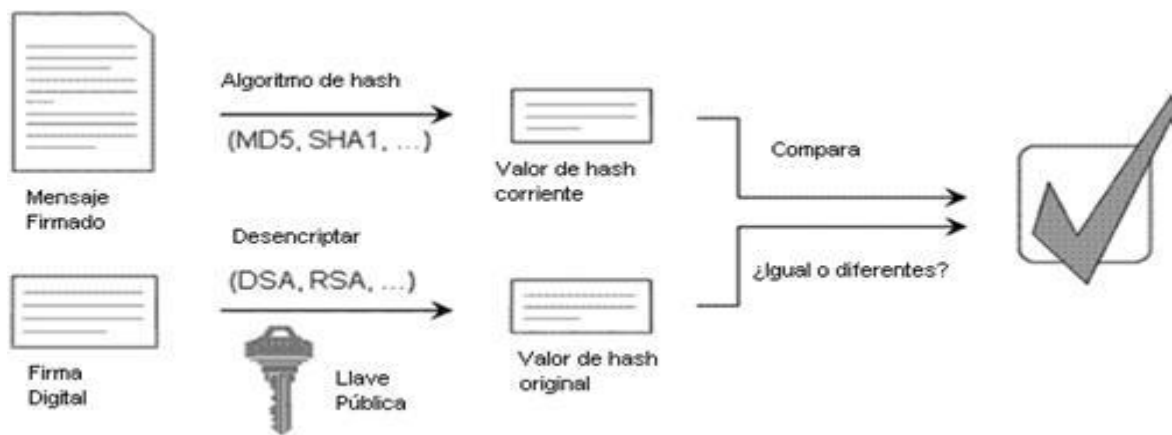 Algoritmo de hash
(MD5, SHA1, ...)
Mensaje
Firmado
Valor de hash
corriente
Compara
Desencriptar
(DSA, RSA, ...)
¿Igual o diferentes?
Firma
Digital
Llave
Pública
Valor de hash
original